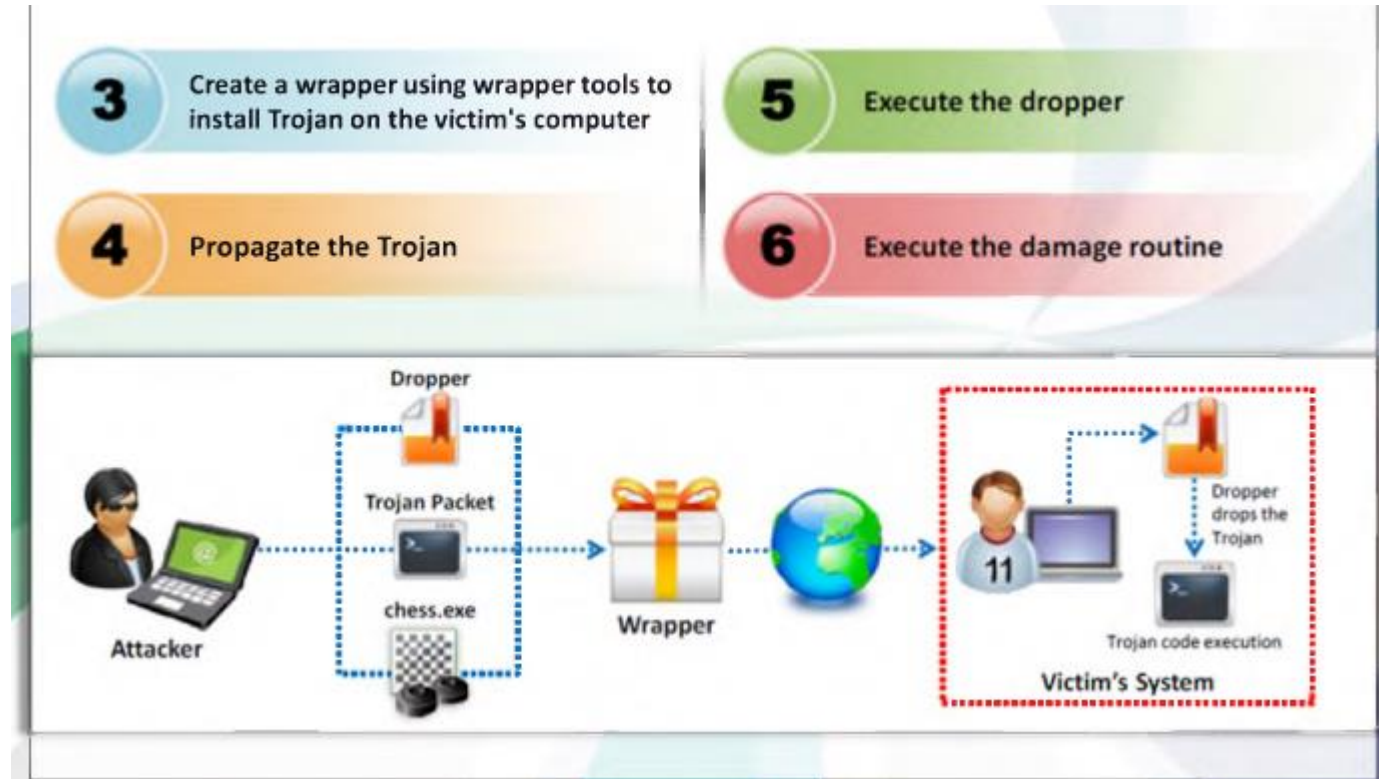 3
Create a wrapper using wrapper tools to
install Trojan on the victim's computer
4
Propagate the Trojan
5
Execute the dropper
6
Execute the damage routine
Attacker
Dropper
Trojan Packet
chess.exe
Wrapper
11
Dropper
drops the
Trojan
Trojan code execution
Victim's System